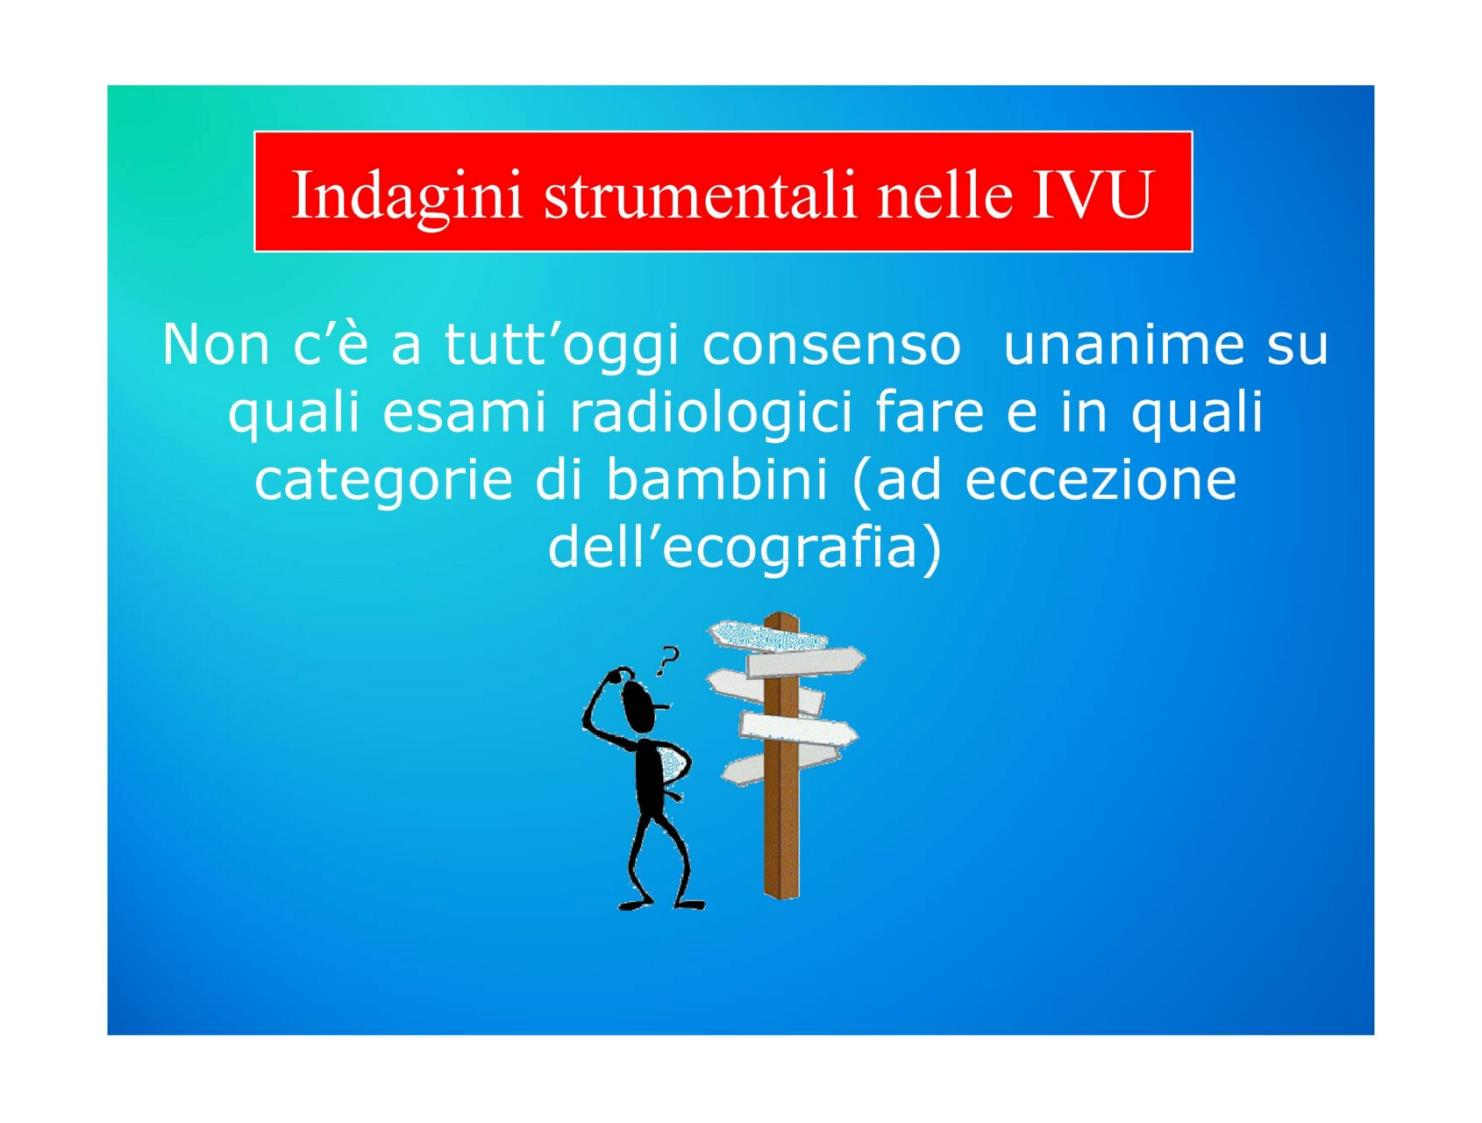 Indagini strumentali nelle IVU
Non c’è a tutt’oggi consenso  unanime su
quali esami radiologici fare e in quali
categorie di bambini (ad eccezione
dell’ecografia)
?